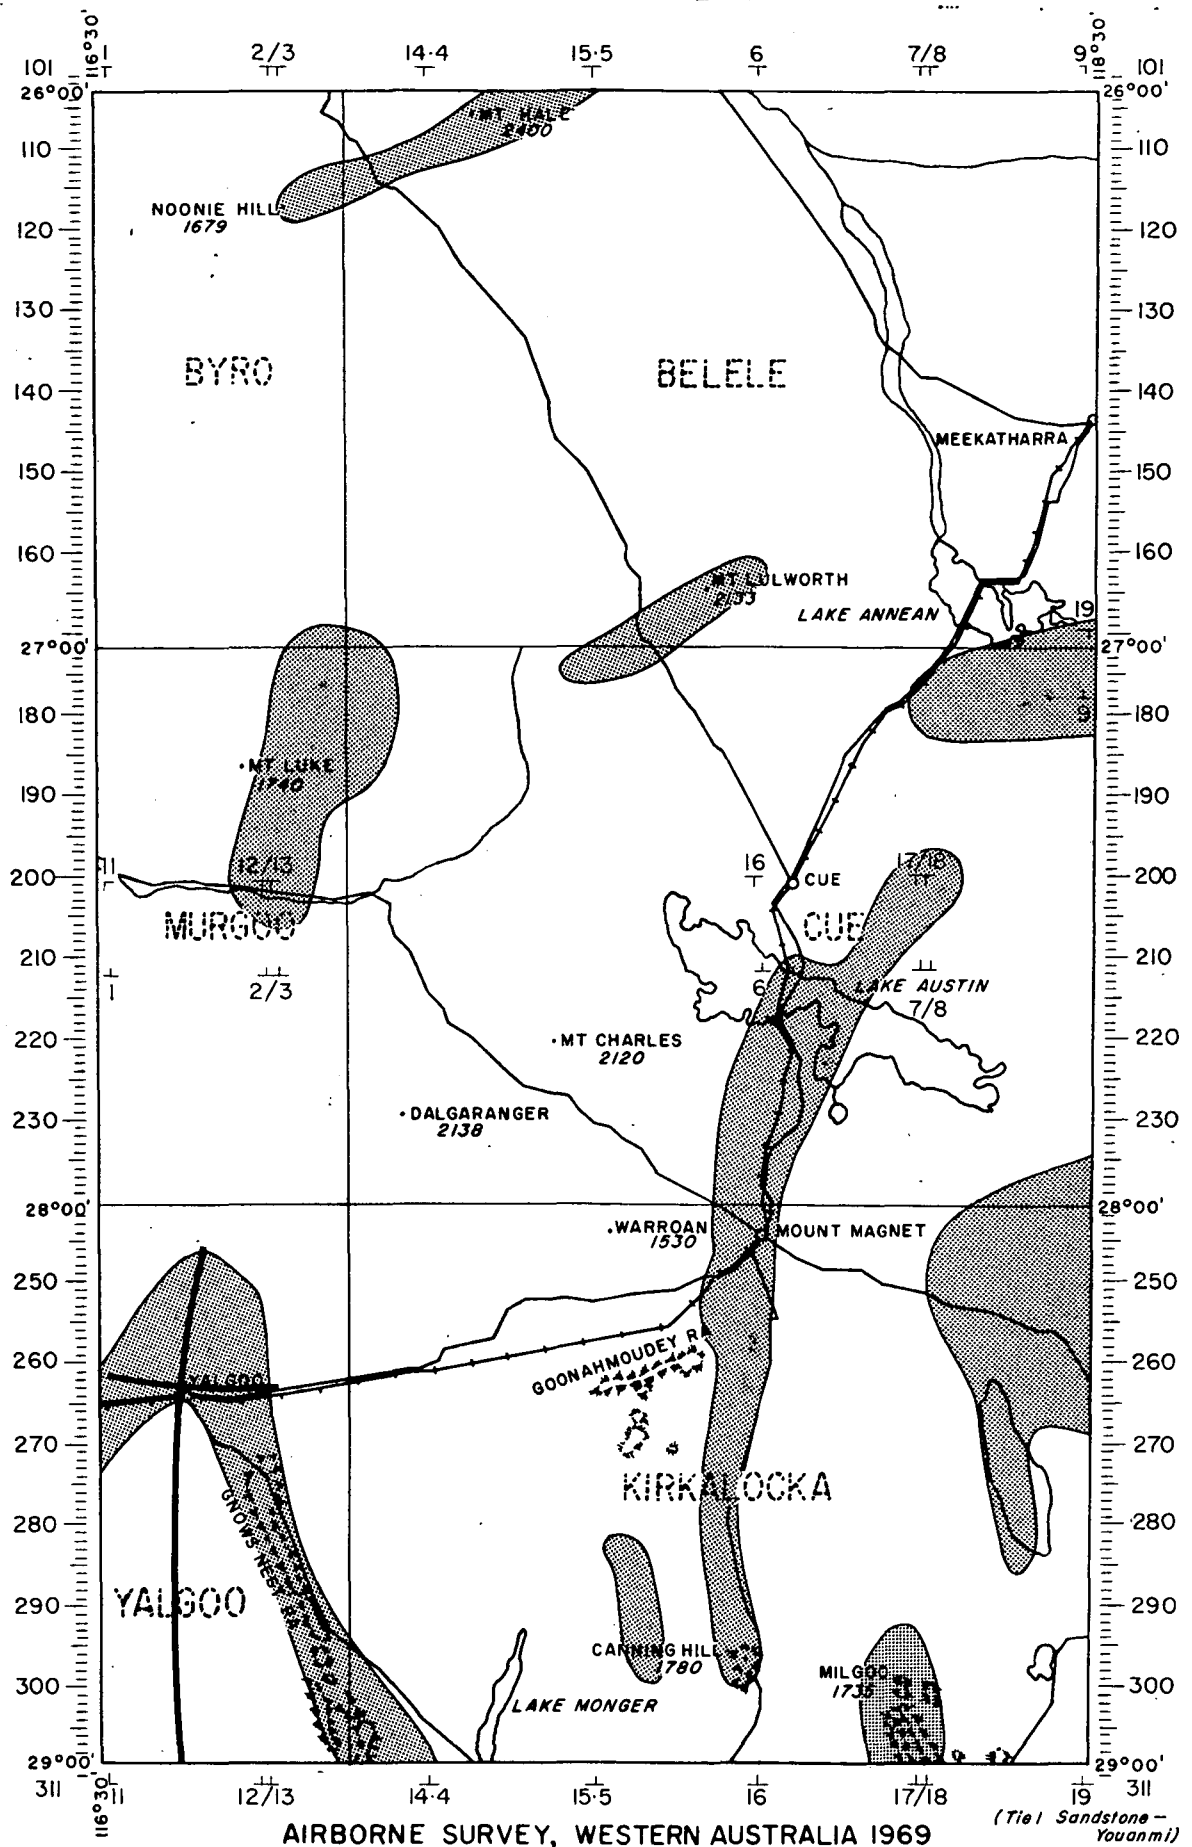 116°30' 118°30'
1 2/3 14·4 15·5 6 7/8 9
101 101
26°00' 26°00'
MT. HALE
2400
110 110
NOONIE HILL
1679
120 120
130 130
BYRO BELELE
140 140
MEEKATHARRA
150 150
160 160
MT LULWORTH
2133
LAKE ANNEAN 19
27°00' 27°00'
180 9 180
MT LUKE
1740
190 190
11 12/13 16 17/18
200 CUE 200
MURGOO CUE
210 210
1 2/3 6 LAKE AUSTIN
7/8
220 MT CHARLES 220
2120
DALGARANGER
2138
230 230
28°00' 28°00'
WARROAN MOUNT MAGNET
1530
250 250
260 260
GOONAHMOUDEY RA
YALGOO
270 270
KIRKALOCKA
280 280
GNOWS NEST RA
YALGOO
290 290
CANNING HILL
1780
MILGOO
1735
300 300
LAKE MONGER
29°00' 29°00'
311 311
116°30' 11 12/13 14·4 15·5 16 17/18 19
(Tie 1 Sandstone –
Youanmi)
AIRBORNE SURVEY, WESTERN AUSTRALIA 1969